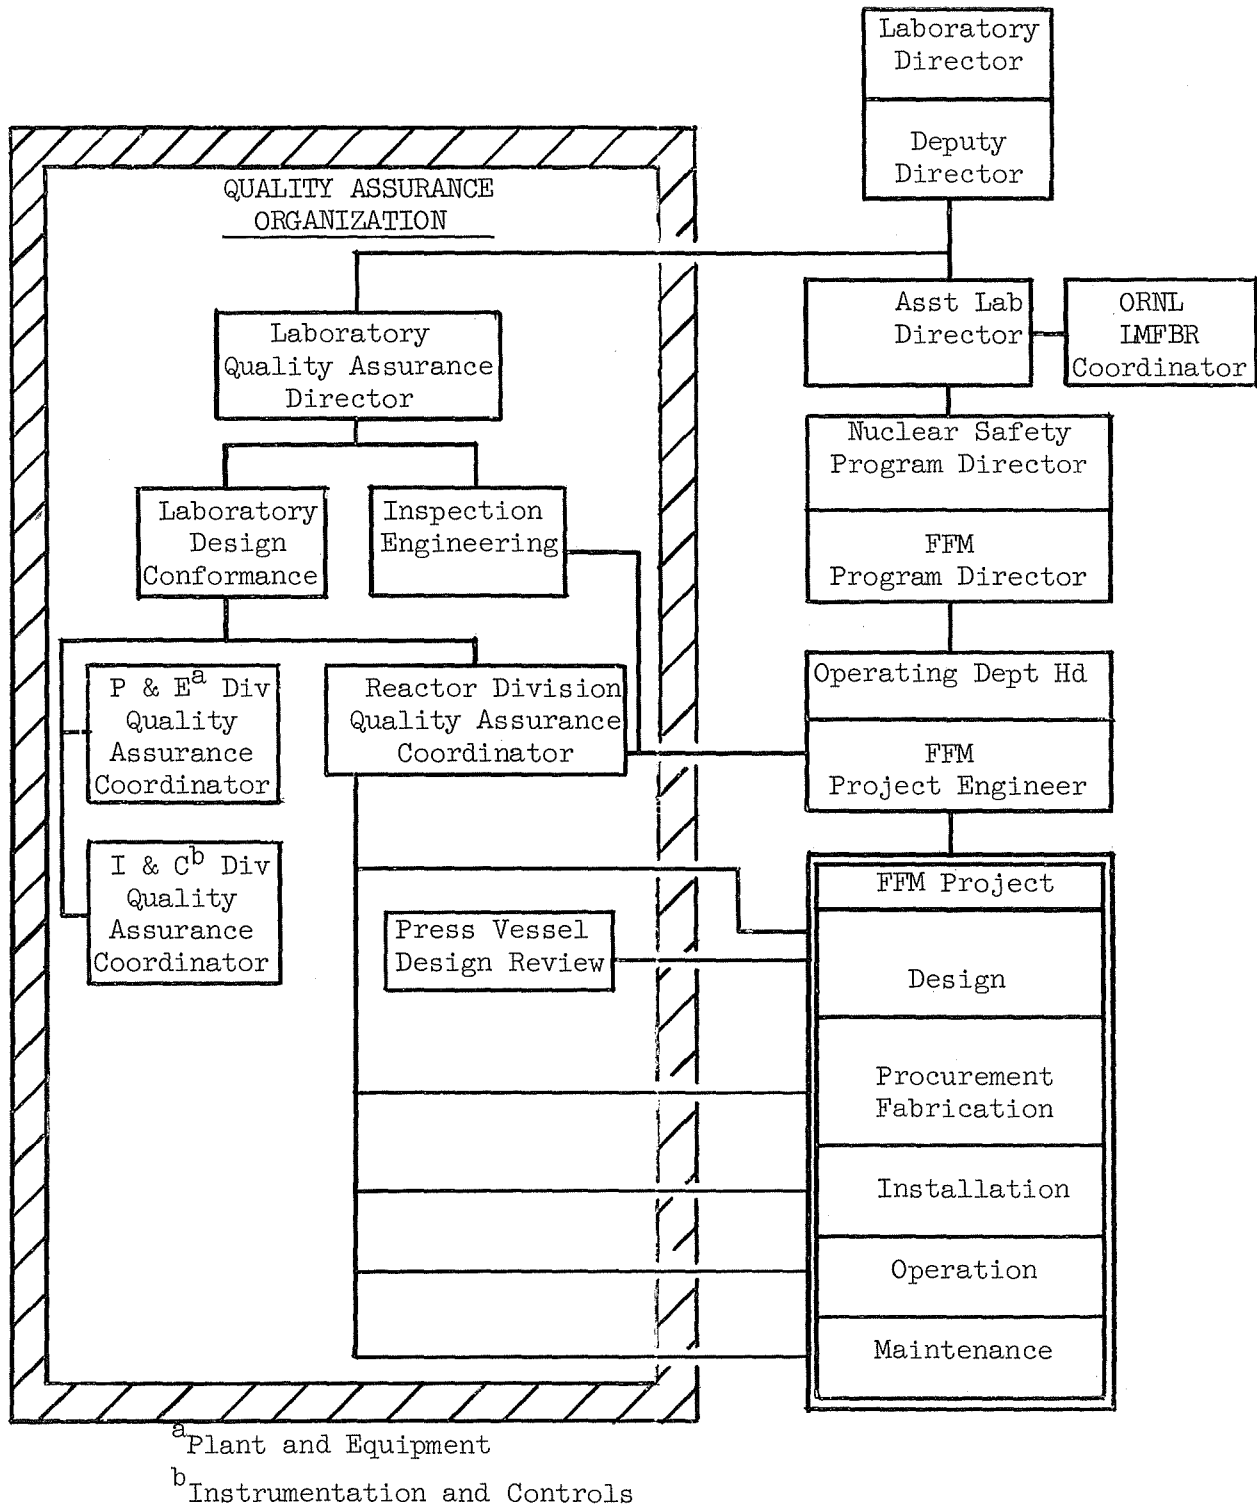 Laboratory
Director
Deputy
Director
QUALITY ASSURANCE
ORGANIZATION
Asst Lab
Director
ORNL
LMFBR
Coordinator
Laboratory
Quality Assurance
Director
Nuclear Safety
Program Director
FFM
Program Director
Laboratory
Design
Conformance
Inspection
Engineering
Operating Dept Hd
FFM
Project Engineer
P & Eᵃ Div
Quality
Assurance
Coordinator
Reactor Division
Quality Assurance
Coordinator
I & Cᵇ Div
Quality
Assurance
Coordinator
Press Vessel
Design Review
FFM Project
Design
Procurement
Fabrication
Installation
Operation
Maintenance
ᵃPlant and Equipment
ᵇInstrumentation and Controls